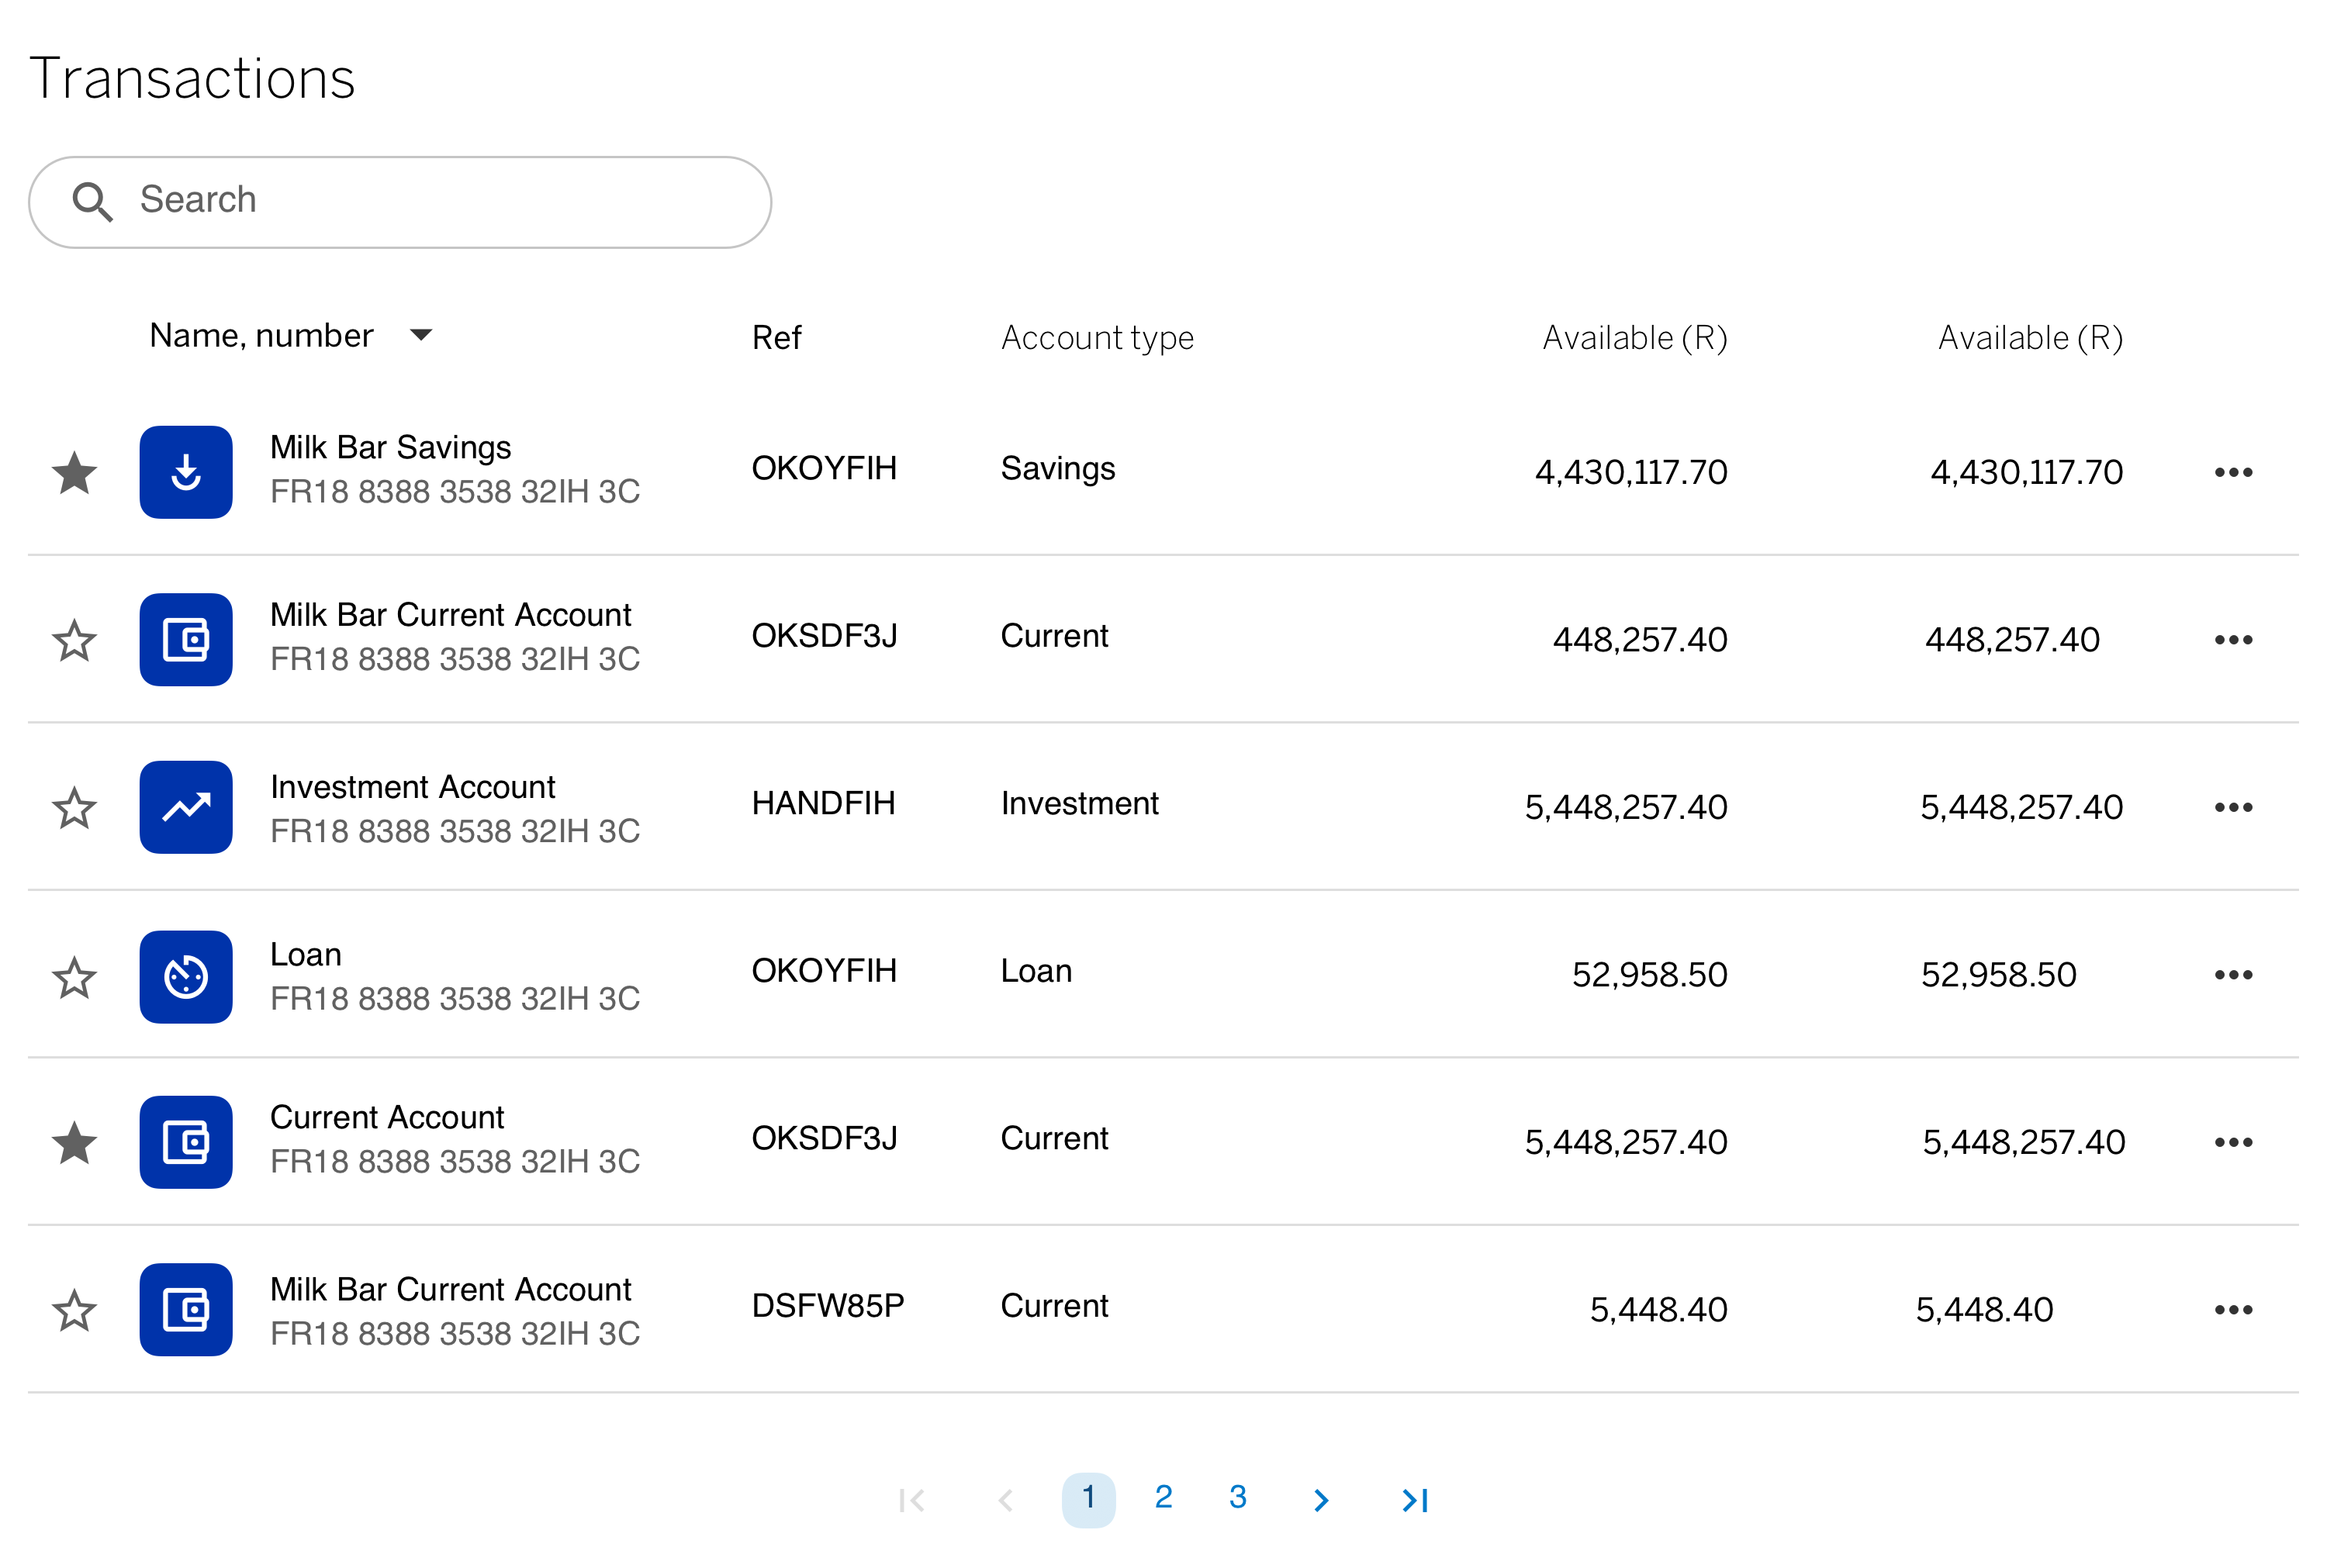 Transactions
Search
Name, number Ref Account type Available (R) Available (R)
Milk Bar Savings
FR18 8388 3538 32IH 3C
OKOYFIH Savings 4,430,117.70 4,430,117.70
Milk Bar Current Account
FR18 8388 3538 32IH 3C
OKSDF3J Current 448,257.40 448,257.40
Investment Account
FR18 8388 3538 32IH 3C
HANDFIH Investment 5,448,257.40 5,448,257.40
Loan
FR18 8388 3538 32IH 3C
OKOYFIH Loan 52,958.50 52,958.50
Current Account
FR18 8388 3538 32IH 3C
OKSDF3J Current 5,448,257.40 5,448,257.40
Milk Bar Current Account
FR18 8388 3538 32IH 3C
DSFW85P Current 5,448.40 5,448.40
1 2 3